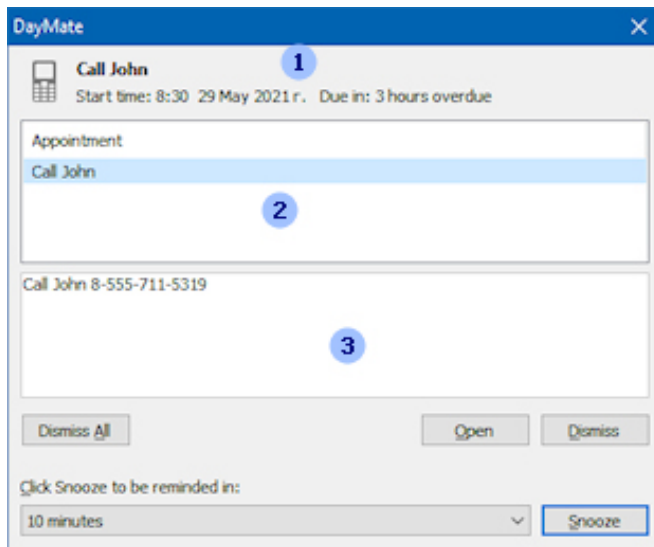 DayMate
1
Call John
Start time: 8:30 29 May 2021 г. Due in: 3 hours overdue
Appointment
Call John
2
Call John 8-555-711-5319
3
Dismiss All
Open
Dismiss
Click Snooze to be reminded in:
10 minutes
Snooze